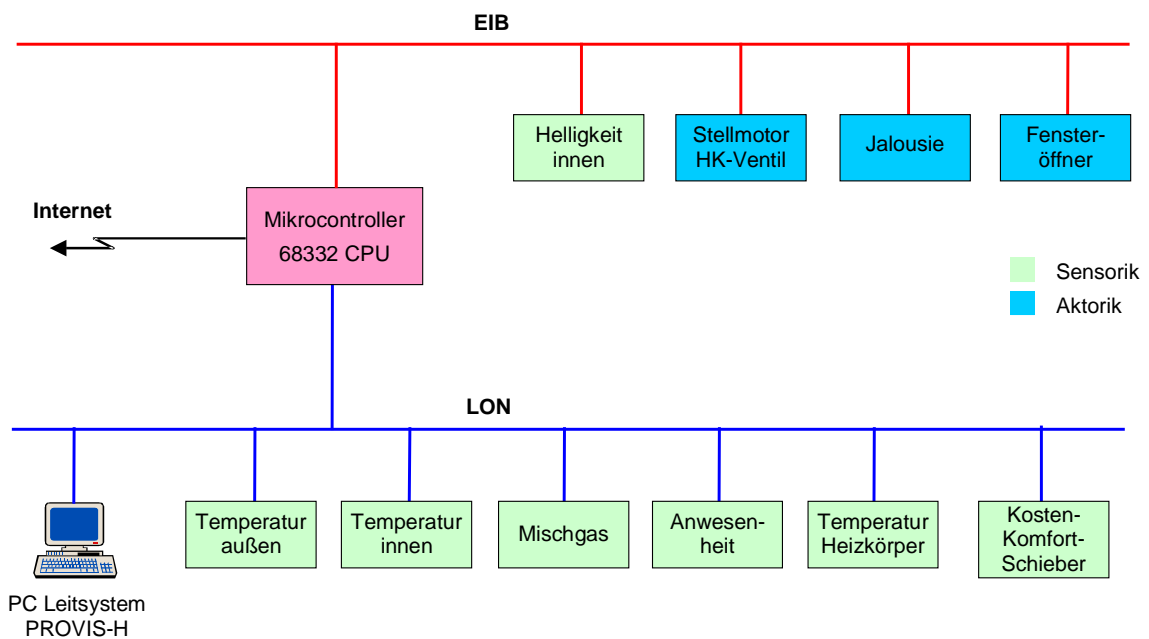 EIB
Helligkeit
innen
Stellmotor
HK-Ventil
Jalousie
Fenster-
öffner
Internet
Mikrocontroller
68332 CPU
Sensorik
Aktorik
LON
Temperatur
außen
Temperatur
innen
Mischgas
Anwesen-
heit
Temperatur
Heizkörper
Kosten-
Komfort-
Schieber
PC Leitsystem
PROVIS-H